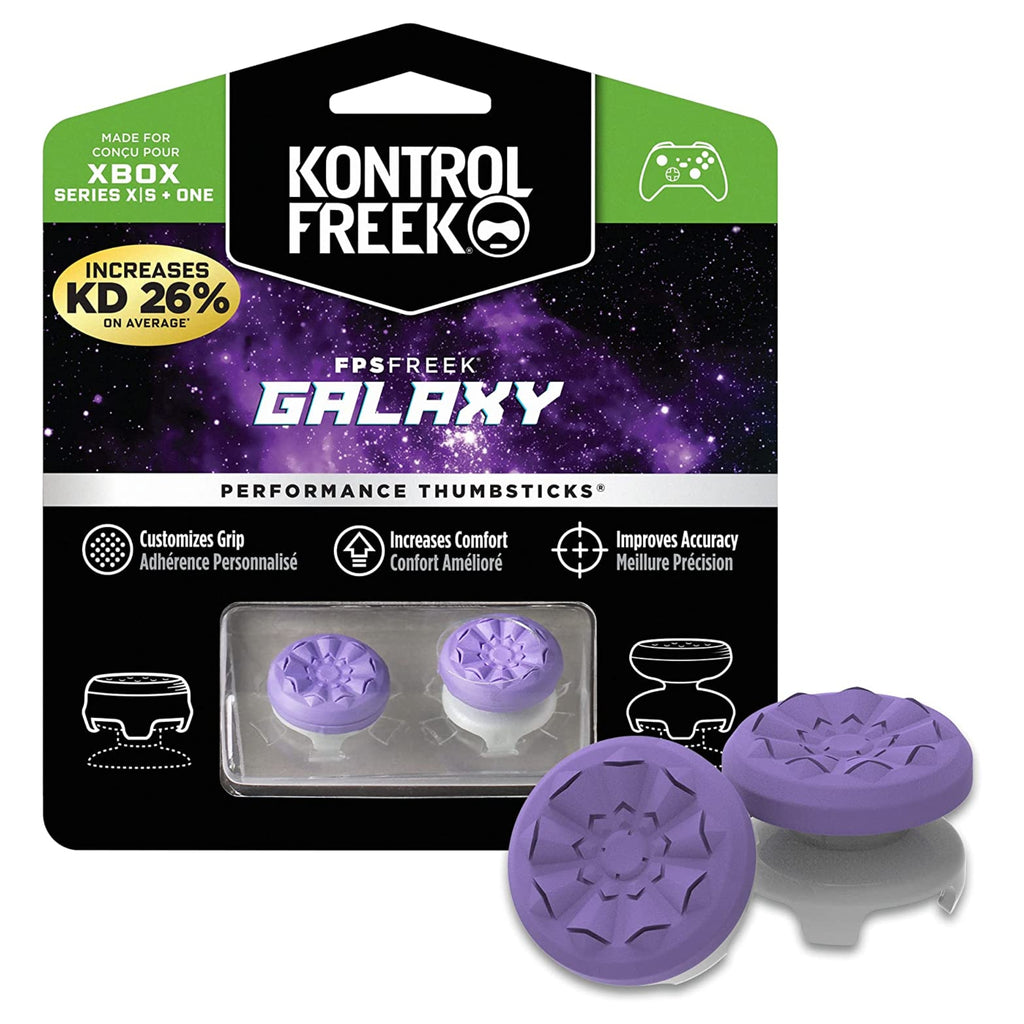 MADE FOR
CONÇU POUR
XBOX
SERIES X|S + ONE
KONTROL
FREEK®
INCREASES
KD 26%
ON AVERAGE*
FPSFREEK®
GALAXY
PERFORMANCE THUMBSTICKS®
Customizes Grip
Adhérence Personnalisé
Increases Comfort
Confort Amélioré
Improves Accuracy
Meillure Précision